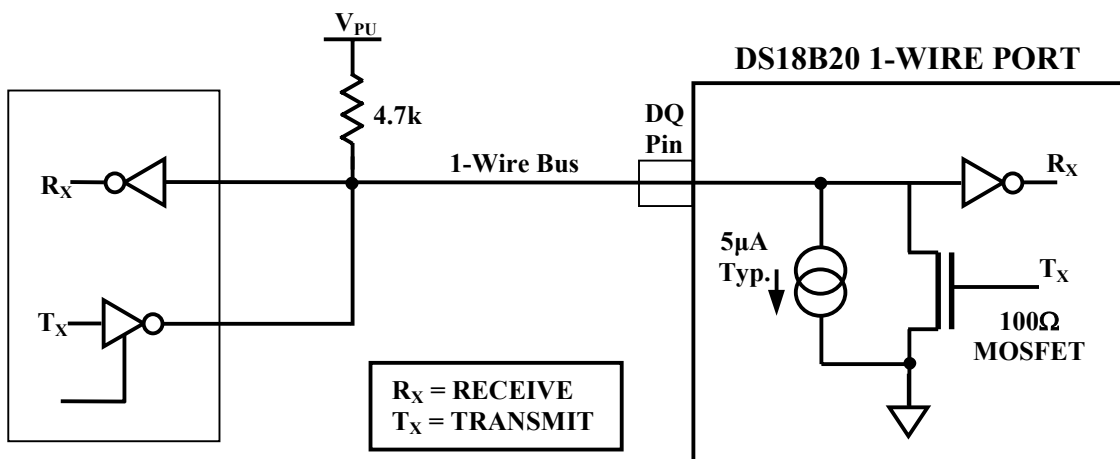 V_PU
DS18B20 1-WIRE PORT
4.7k
DQ
Pin
1-Wire Bus
R_X
R_X
5µA
Typ.
T_X
T_X
100Ω
MOSFET
R_X = RECEIVE
T_X = TRANSMIT